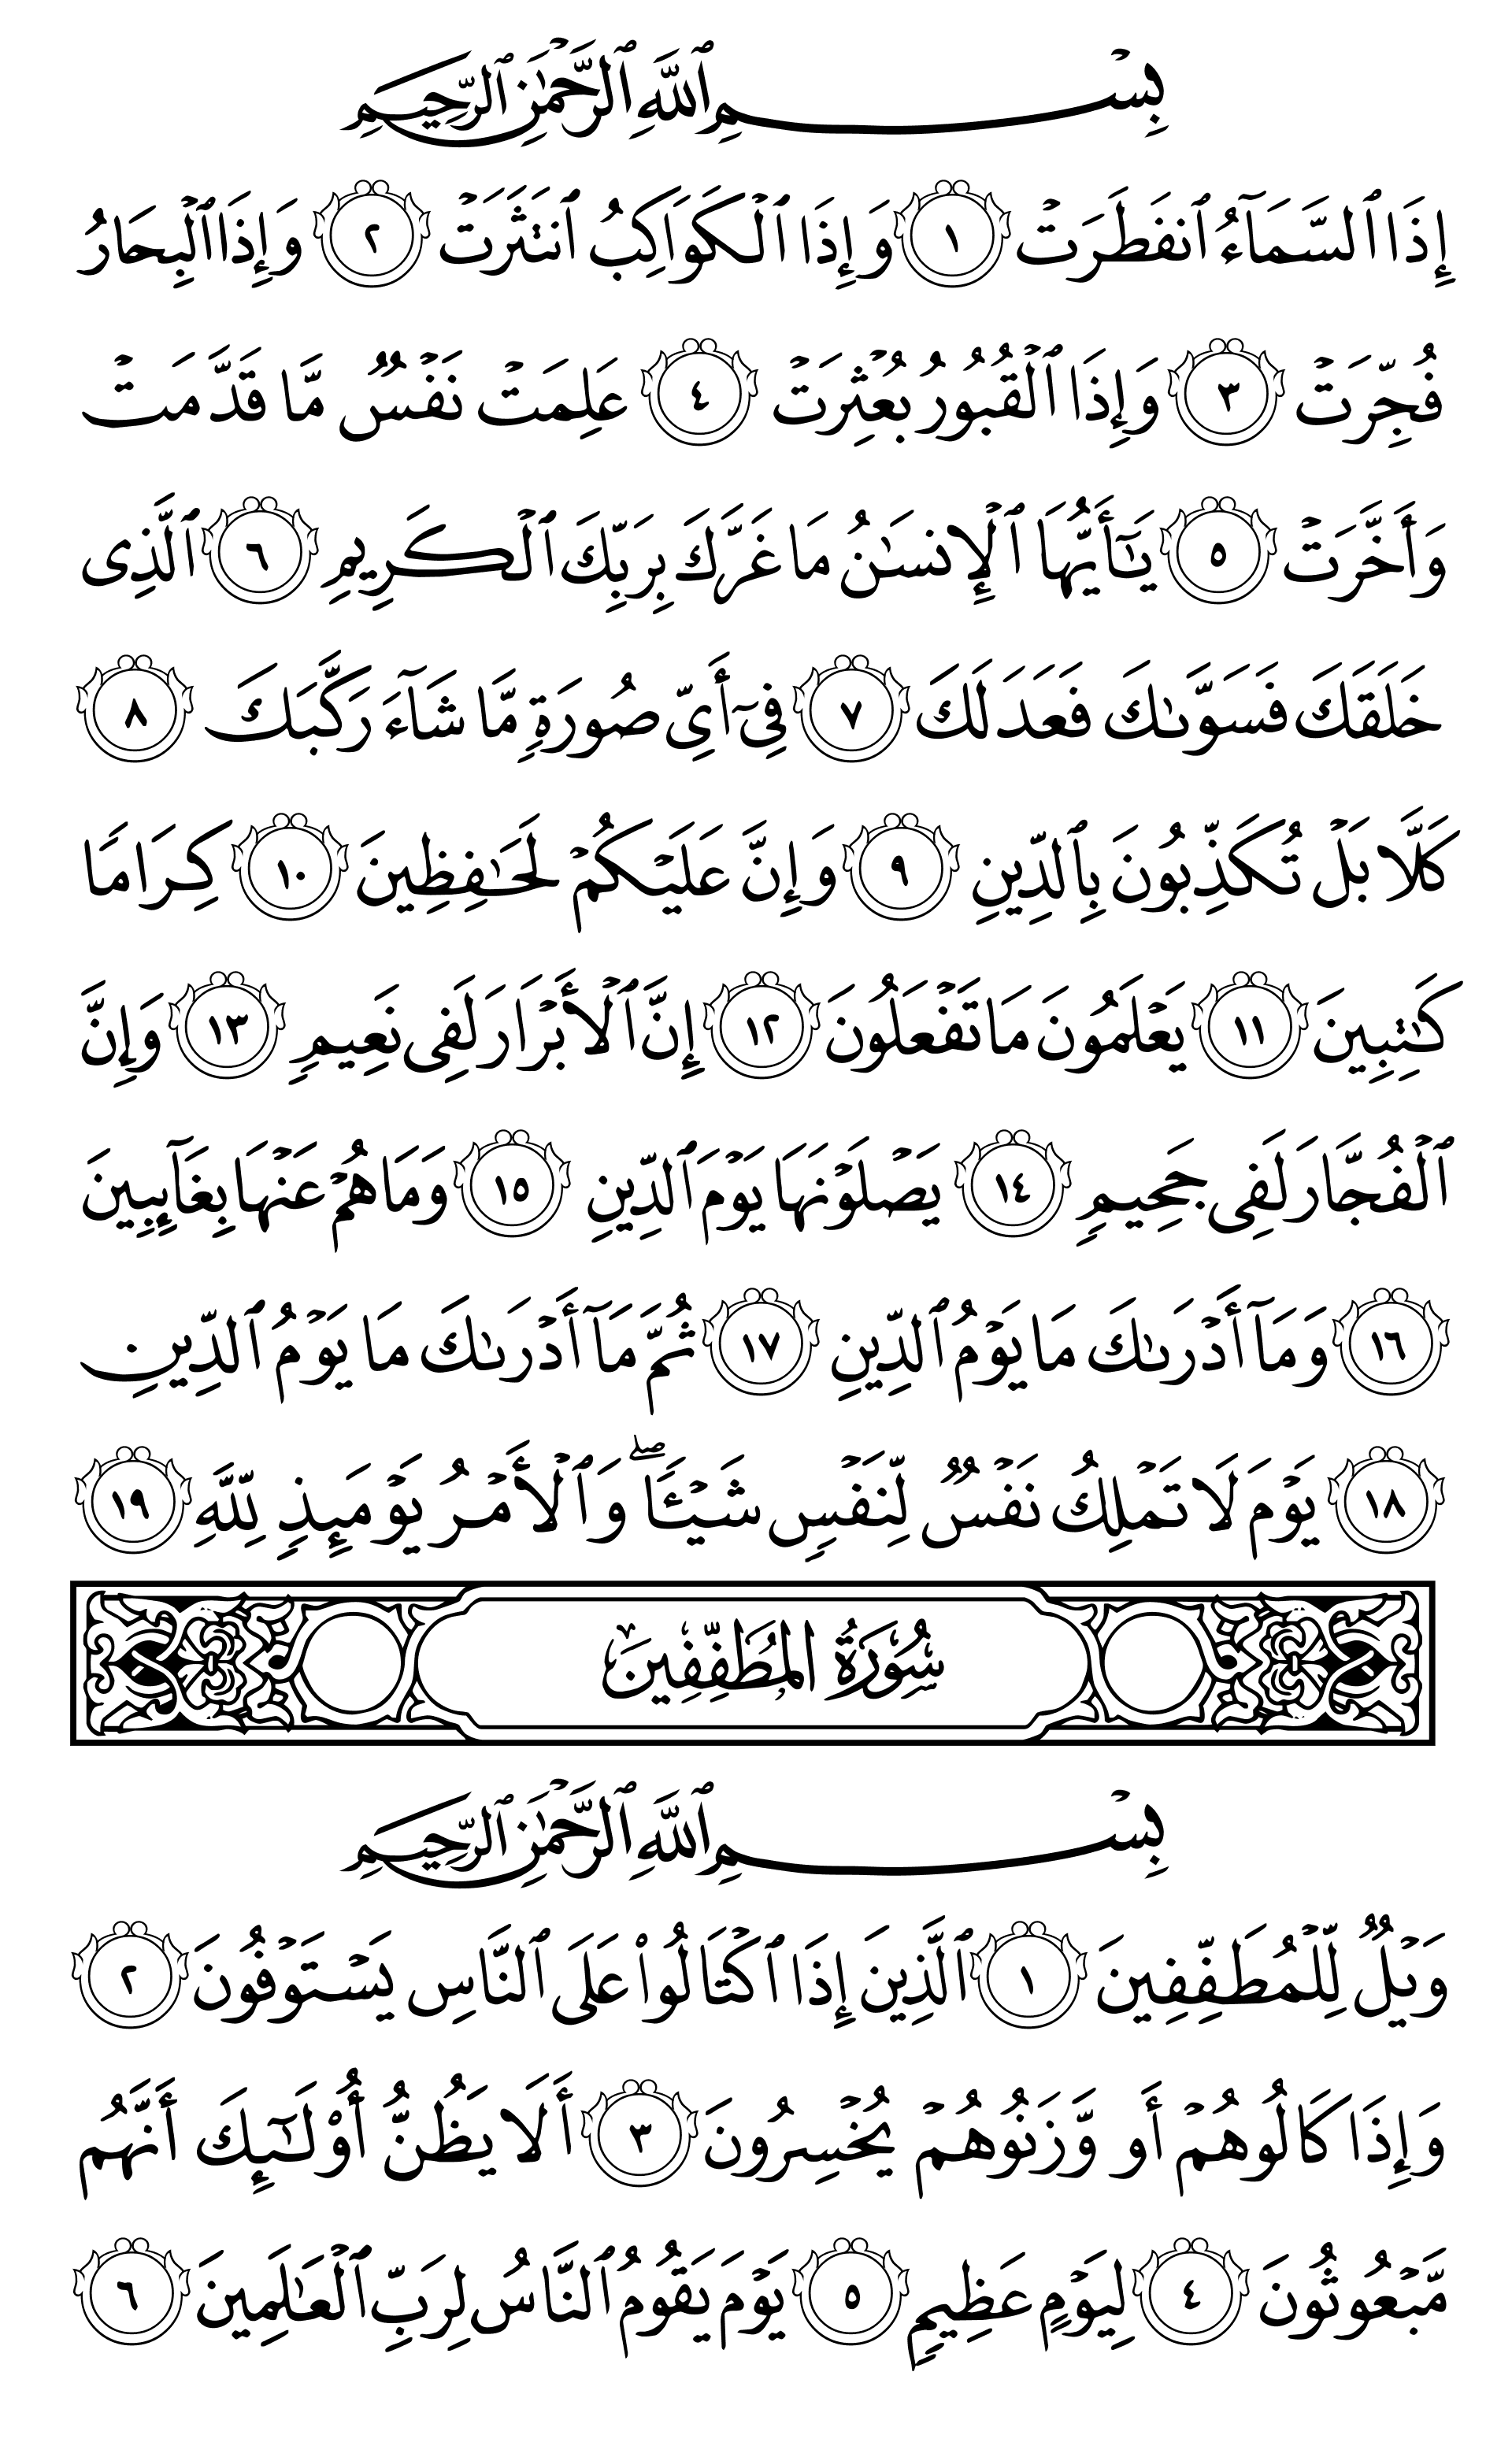 بِسْمِ ٱللَّهِ ٱلرَّحْمَٰنِ ٱلرَّحِيمِ
إِذَا ٱلسَّمَآءُ ٱنفَطَرَتْ ١ وَإِذَا ٱلْكَوَاكِبُ ٱنتَثَرَتْ ٢ وَإِذَا ٱلْبِحَارُ
فُجِّرَتْ ٣ وَإِذَا ٱلْقُبُورُ بُعْثِرَتْ ٤ عَلِمَتْ نَفْسٌ مَّا قَدَّمَتْ
وَأَخَّرَتْ ٥ يَٰٓأَيُّهَا ٱلْإِنسَٰنُ مَا غَرَّكَ بِرَبِّكَ ٱلْكَرِيمِ ٦ ٱلَّذِى
خَلَقَكَ فَسَوَّىٰكَ فَعَدَلَكَ ٧ فِىٓ أَىِّ صُورَةٍ مَّا شَآءَ رَكَّبَكَ ٨
كَلَّا بَلْ تُكَذِّبُونَ بِٱلدِّينِ ٩ وَإِنَّ عَلَيْكُمْ لَحَٰفِظِينَ ١٠ كِرَامًا
كَٰتِبِينَ ١١ يَعْلَمُونَ مَا تَفْعَلُونَ ١٢ إِنَّ ٱلْأَبْرَارَ لَفِى نَعِيمٍ ١٣ وَإِنَّ
ٱلْفُجَّارَ لَفِى جَحِيمٍ ١٤ يَصْلَوْنَهَا يَوْمَ ٱلدِّينِ ١٥ وَمَا هُمْ عَنْهَا بِغَآئِبِينَ
١٦ وَمَآ أَدْرَىٰكَ مَا يَوْمُ ٱلدِّينِ ١٧ ثُمَّ مَآ أَدْرَىٰكَ مَا يَوْمُ ٱلدِّينِ
١٨ يَوْمَ لَا تَمْلِكُ نَفْسٌ لِّنَفْسٍ شَيْـًٔا ۖ وَٱلْأَمْرُ يَوْمَئِذٍ لِّلَّهِ ١٩
سُورَةُ المُطَفِّفِينَ
بِسْمِ ٱللَّهِ ٱلرَّحْمَٰنِ ٱلرَّحِيمِ
وَيْلٌ لِّلْمُطَفِّفِينَ ١ ٱلَّذِينَ إِذَا ٱكْتَالُوا۟ عَلَى ٱلنَّاسِ يَسْتَوْفُونَ ٢
وَإِذَا كَالُوهُمْ أَو وَّزَنُوهُمْ يُخْسِرُونَ ٣ أَلَا يَظُنُّ أُو۟لَٰٓئِكَ أَنَّهُم
مَّبْعُوثُونَ ٤ لِيَوْمٍ عَظِيمٍ ٥ يَوْمَ يَقُومُ ٱلنَّاسُ لِرَبِّ ٱلْعَٰلَمِينَ ٦